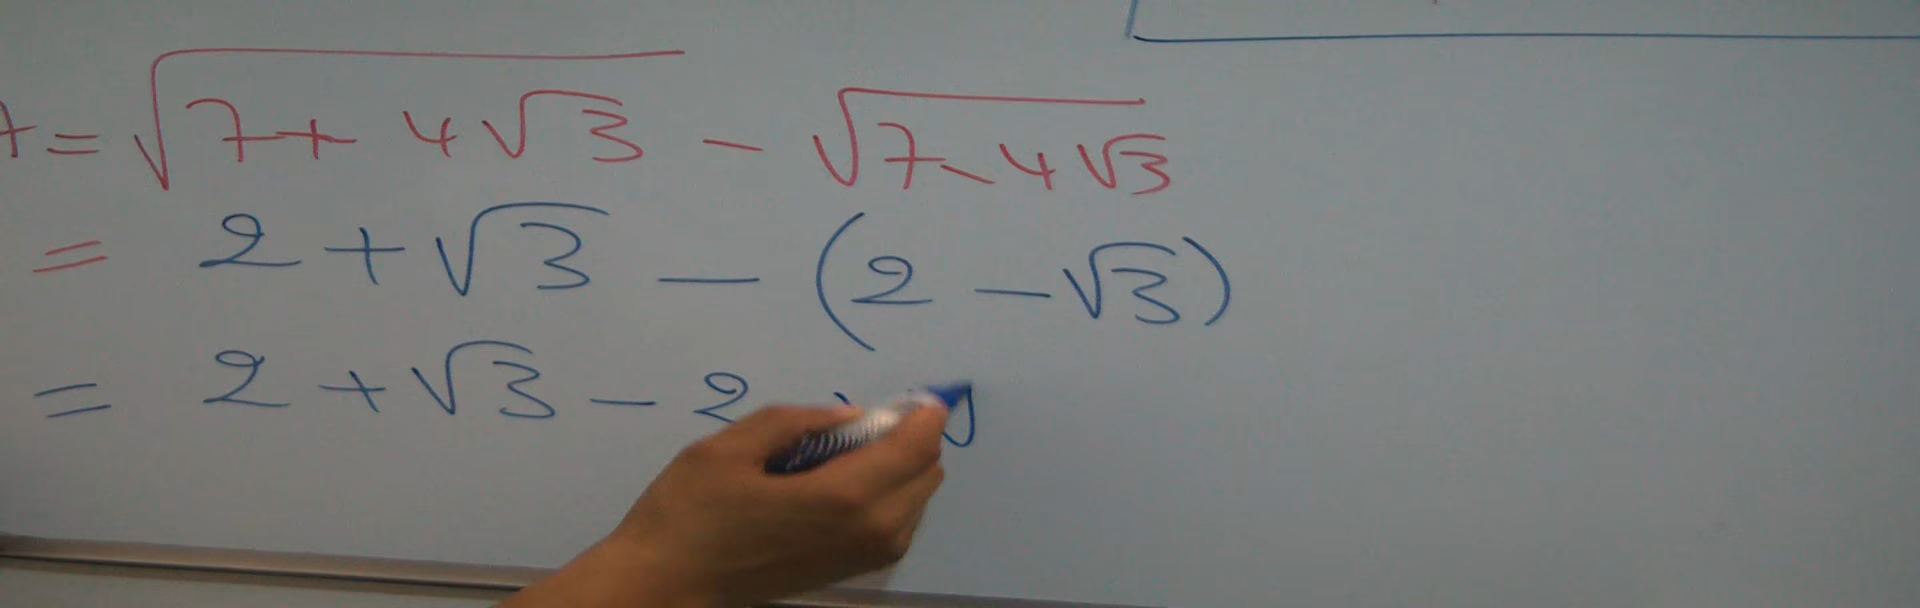 A = √(7 + 4√3) - √(7 - 4√3)
= 2 + √3 - (2 - √3)
= 2 + √3 - 2 + √